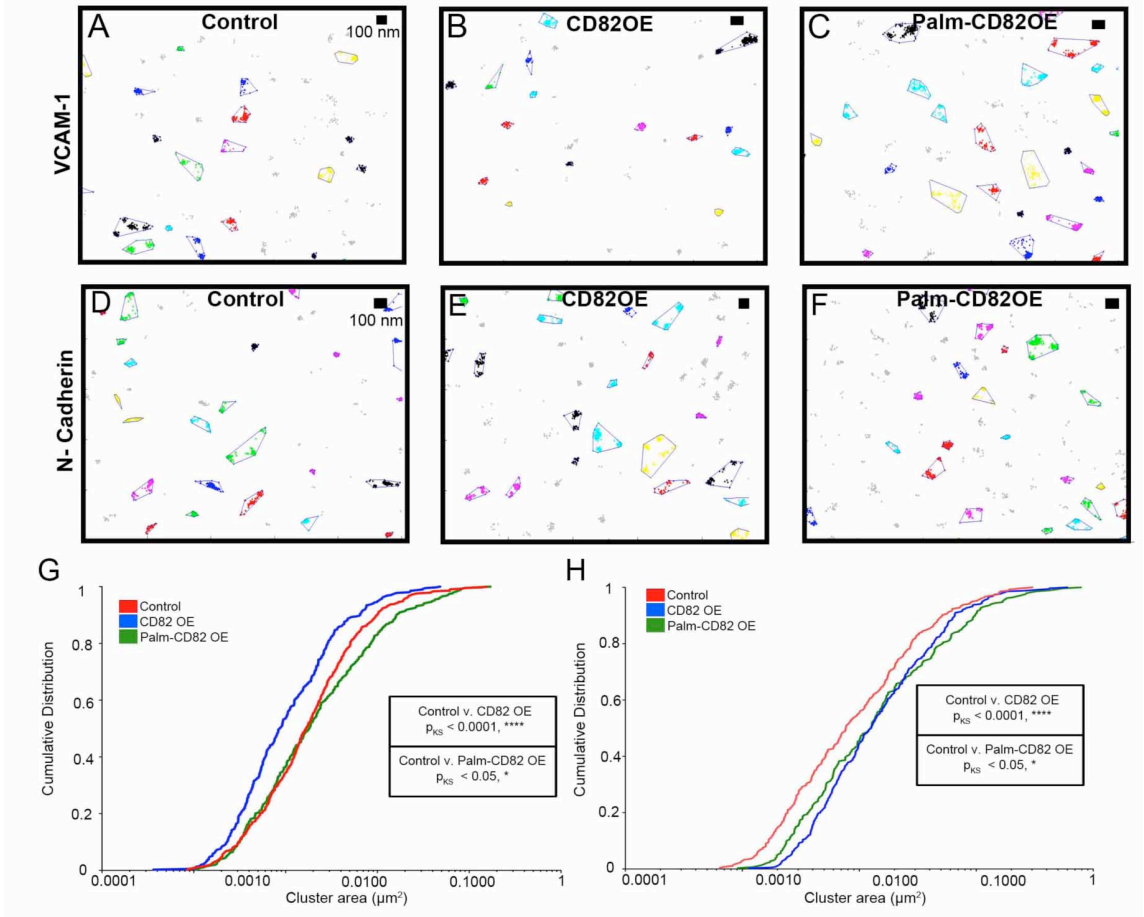 A
Control
100 nm
B
CD82OE
C
Palm-CD82OE
VCAM-1
D
Control
100 nm
E
CD82OE
F
Palm-CD82OE
N- Cadherin
G
1
0.8
0.6
0.4
0.2
0
Cumulative Distribution
Control
CD82 OE
Palm-CD82 OE
Control v. CD82 OE
pKS < 0.0001, ****
Control v. Palm-CD82 OE
pKS < 0.05, *
0.0001
0.0010
0.0100
0.1000
1
Cluster area (µm²)
H
1
0.8
0.6
0.4
0.2
0
Cumulative Distribution
Control
CD82 OE
Palm-CD82 OE
Control v. CD82 OE
pKS < 0.0001, ****
Control v. Palm-CD82 OE
pKS < 0.05, *
0.0001
0.0010
0.0100
0.1000
1
Cluster area (µm²)